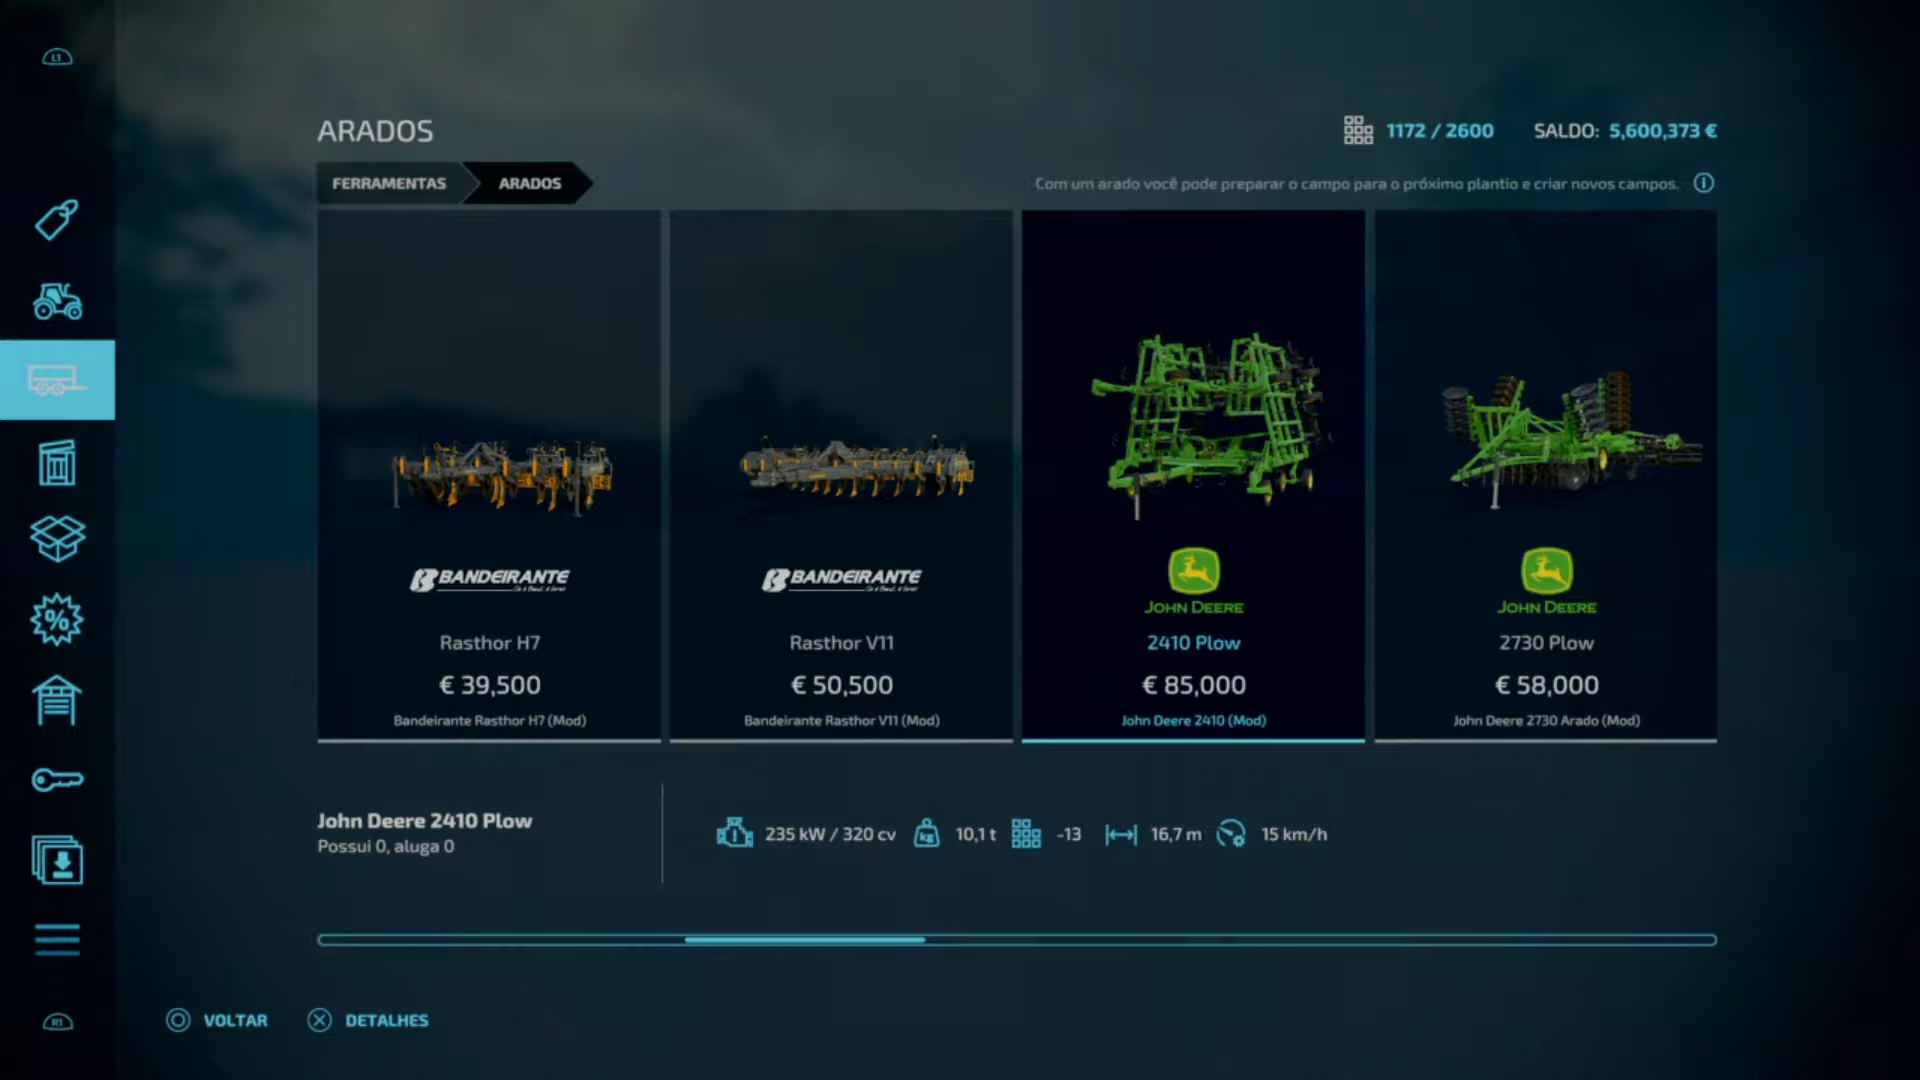 L1
ARADOS
1172 / 2600
SALDO: 5,600,373 €
FERRAMENTAS
ARADOS
Com um arado você pode preparar o campo para o próximo plantio e criar novos campos.
BANDEIRANTE
Rasthor H7
€ 39,500
Bandeirante Rasthor H7 (Mod)
BANDEIRANTE
Rasthor V11
€ 50,500
Bandeirante Rasthor V11 (Mod)
JOHN DEERE
2410 Plow
€ 85,000
John Deere 2410 (Mod)
JOHN DEERE
2730 Plow
€ 58,000
John Deere 2730 Arado (Mod)
John Deere 2410 Plow
Possui 0, aluga 0
235 kW / 320 cv
kg
10,1 t
-13
16,7 m
15 km/h
R1
VOLTAR
DETALHES